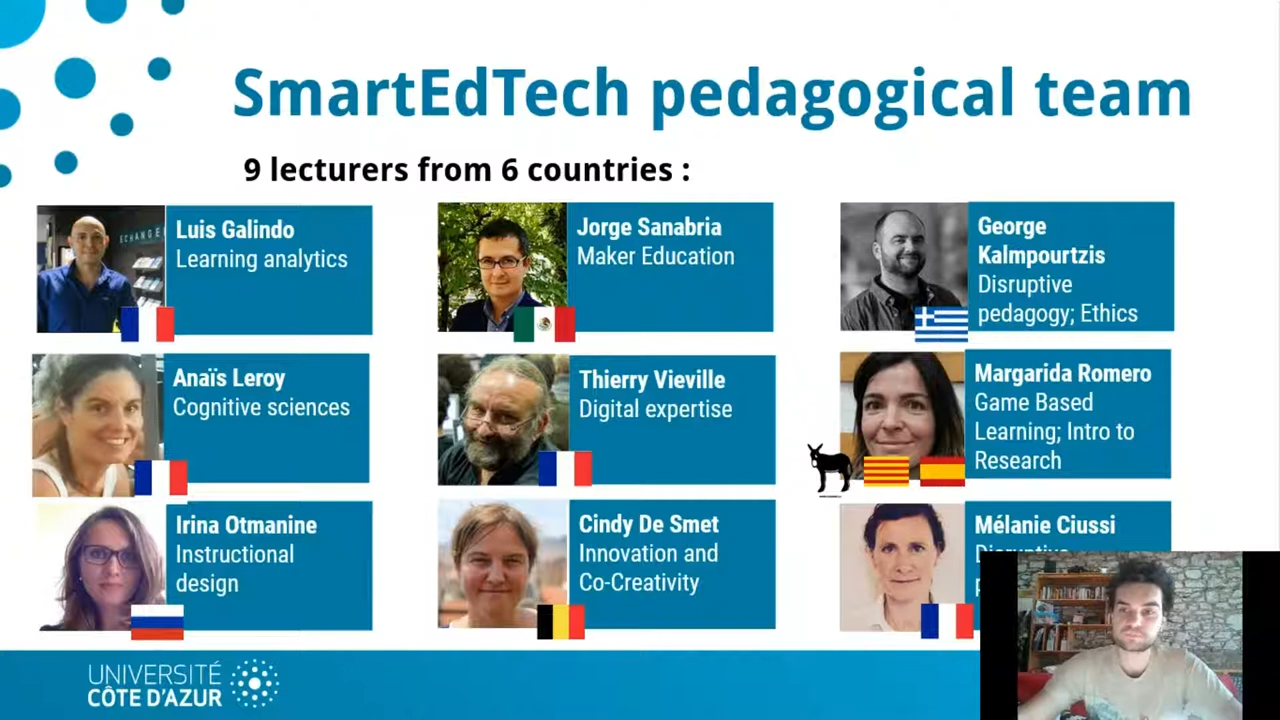 SmartEdTech pedagogical team
9 lecturers from 6 countries :
Luis Galindo
Learning analytics
Jorge Sanabria
Maker Education
George
Kalmpourtzis
Disruptive
pedagogy; Ethics
Anaïs Leroy
Cognitive sciences
Thierry Vieville
Digital expertise
Margarida Romero
Game Based
Learning; Intro to
Research
Irina Otmanine
Instructional
design
Cindy De Smet
Innovation and
Co-Creativity
Mélanie Ciussi
UNIVERSITÉ
CÔTE D'AZUR